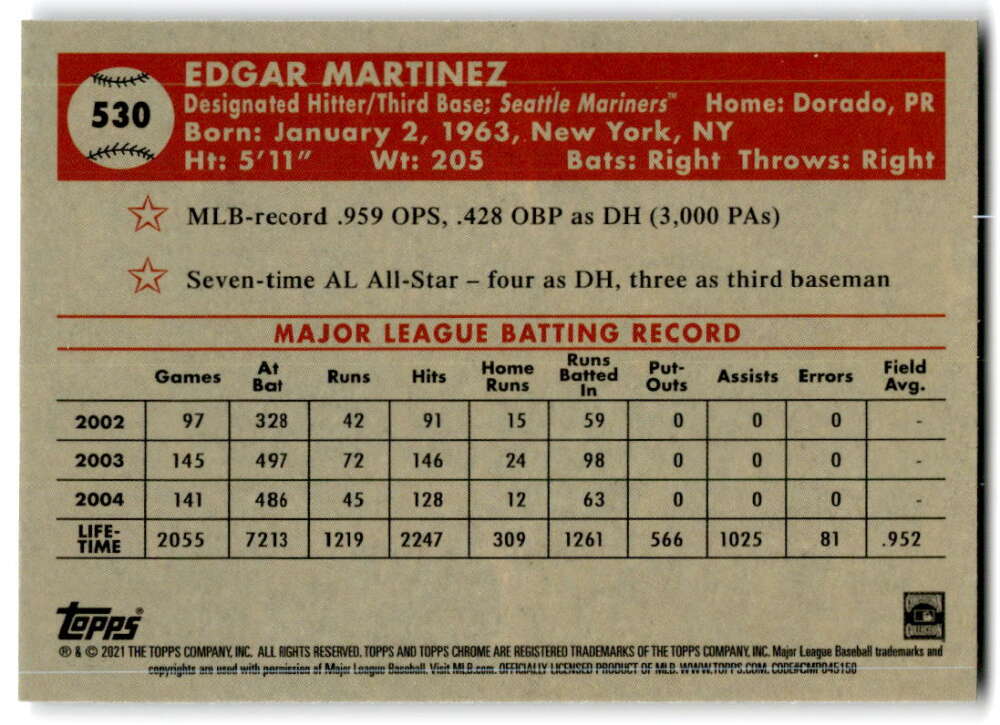 530
EDGAR MARTINEZ
Designated Hitter/Third Base; Seattle Mariners™ Home: Dorado, PR
Born: January 2, 1963, New York, NY
Ht: 5'11" Wt: 205 Bats: Right Throws: Right
MLB-record .959 OPS, .428 OBP as DH (3,000 PAs)
Seven-time AL All-Star – four as DH, three as third baseman
MAJOR LEAGUE BATTING RECORD
Games At Bat Runs Hits Home Runs Runs Batted In Put-Outs Assists Errors Field Avg.
2002 97 328 42 91 15 59 0 0 0 -
2003 145 497 72 146 24 98 0 0 0 -
2004 141 486 45 128 12 63 0 0 0 -
LIFE-TIME 2055 7213 1219 2247 309 1261 566 1025 81 .952
Topps®
® & © 2021 THE TOPPS COMPANY, INC. ALL RIGHTS RESERVED. TOPPS AND TOPPS CHROME ARE REGISTERED TRADEMARKS OF THE TOPPS COMPANY, INC. Major League Baseball trademarks and
copyrights are used with permission of Major League Baseball. Visit MLB.com. OFFICIALLY LICENSED PRODUCT OF MLB. WWW.TOPPS.COM. CODE#CMP045150